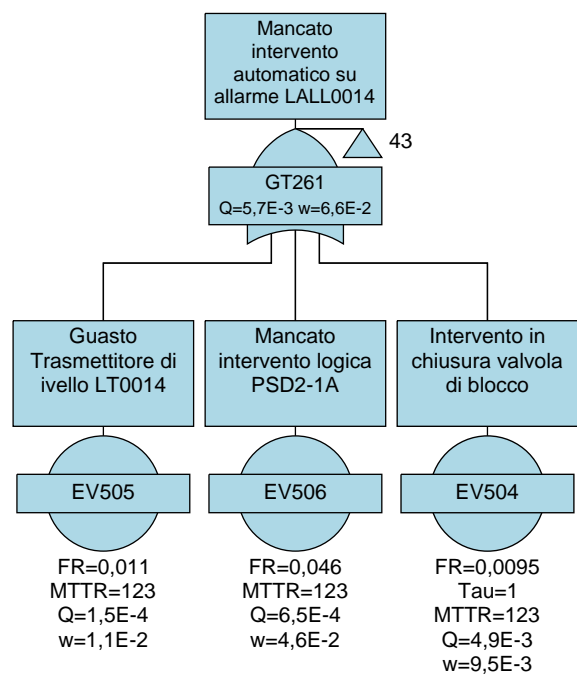 Mancato
intervento
automatico su
allarme LALL0014
43
GT261
Q=5,7E-3 w=6,6E-2
Guasto
Trasmettitore di
ivello LT0014
Mancato
intervento logica
PSD2-1A
Intervento in
chiusura valvola
di blocco
EV505
EV506
EV504
FR=0,011
MTTR=123
Q=1,5E-4
w=1,1E-2
FR=0,046
MTTR=123
Q=6,5E-4
w=4,6E-2
FR=0,0095
Tau=1
MTTR=123
Q=4,9E-3
w=9,5E-3